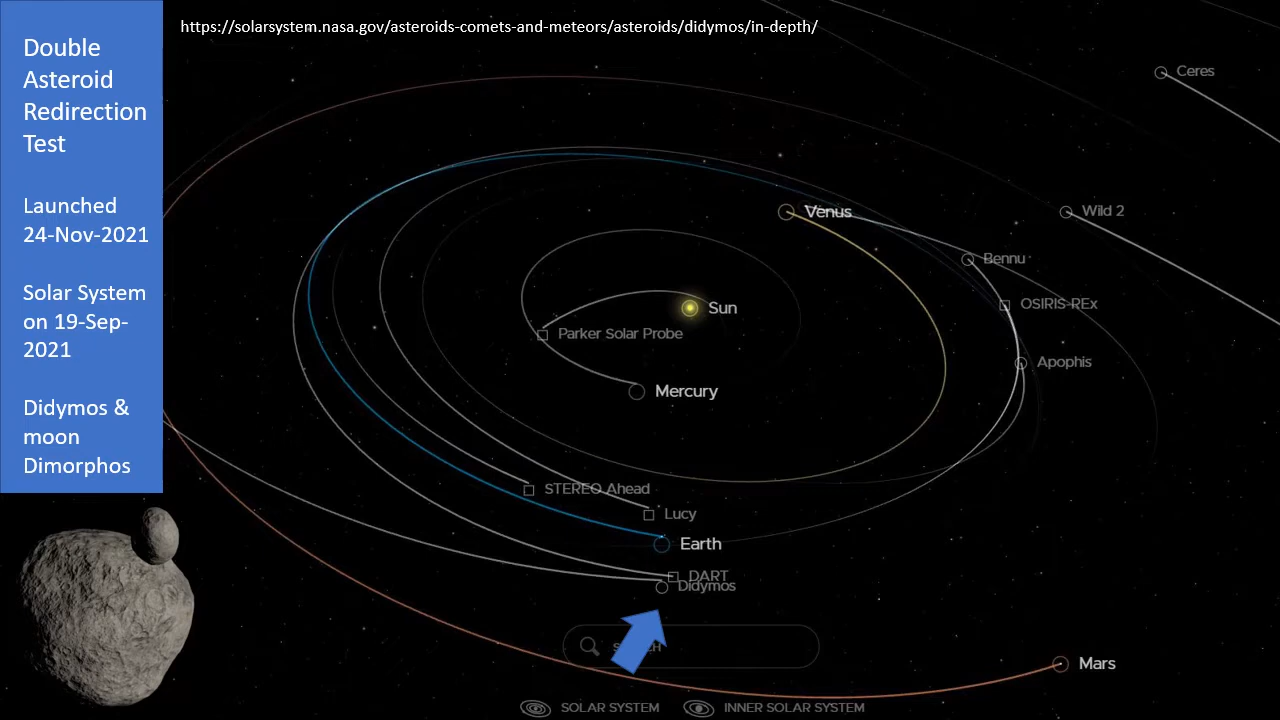 Double
Asteroid
Redirection
Test
Launched
24-Nov-2021
Solar System
on 19-Sep-
2021
Didymos &
moon
Dimorphos
https://solarsystem.nasa.gov/asteroids-comets-and-meteors/asteroids/didymos/in-depth/
Ceres
Venus
Wild 2
Bennu
Sun
OSIRIS-REx
Parker Solar Probe
Apophis
Mercury
STEREO Ahead
Lucy
Earth
DART
Didymos
Mars
SOLAR SYSTEM
INNER SOLAR SYSTEM